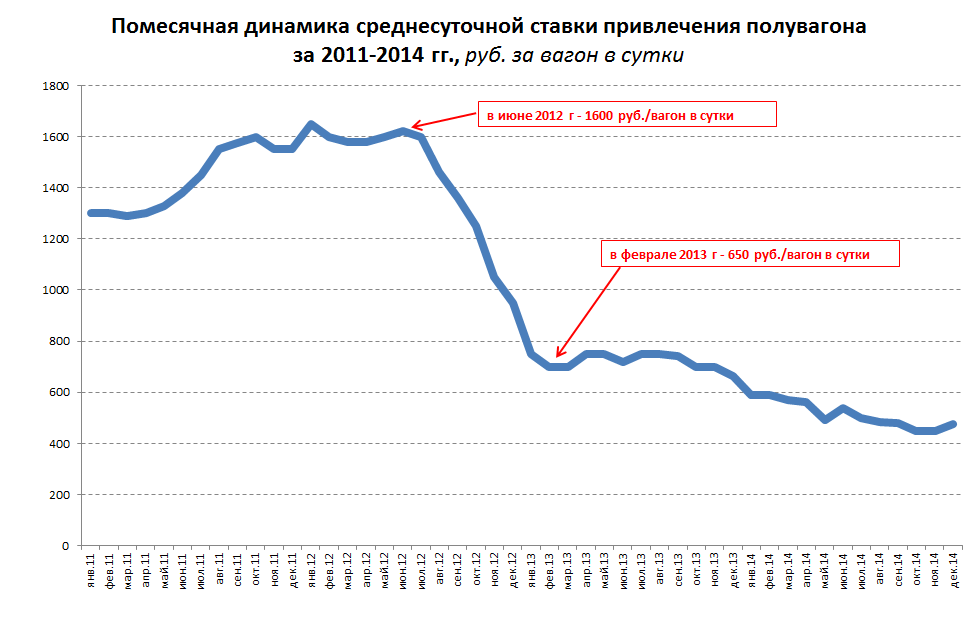 Помесячная динамика среднесуточной ставки привлечения полувагона
за 2011-2014 гг., руб. за вагон в сутки
1800
1600
1400
1200
1000
800
600
400
200
0
в июне 2012 г - 1600 руб./вагон в сутки
в феврале 2013 г - 650 руб./вагон в сутки
янв.11
фев.11
мар.11
апр.11
май.11
июн.11
июл.11
авг.11
сен.11
окт.11
ноя.11
дек.11
янв.12
фев.12
мар.12
апр.12
май.12
июн.12
июл.12
авг.12
сен.12
окт.12
ноя.12
дек.12
янв.13
фев.13
мар.13
апр.13
май.13
июн.13
июл.13
авг.13
сен.13
окт.13
ноя.13
дек.13
янв.14
фев.14
мар.14
апр.14
май.14
июн.14
июл.14
авг.14
сен.14
окт.14
ноя.14
дек.14